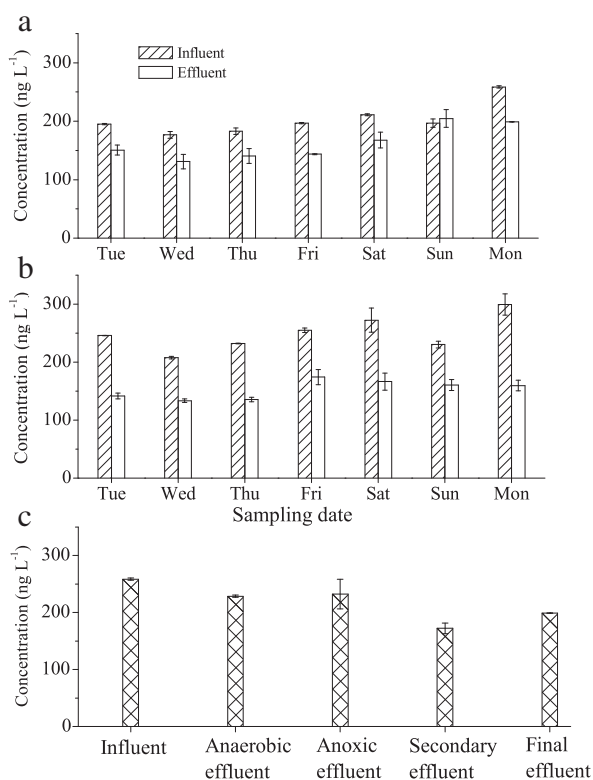 a
Concentration (ng L-1)
300
200
100
0
Influent
Effluent
Tue Wed Thu Fri Sat Sun Mon
b
Concentration (ng L-1)
300
200
100
0
Tue Wed Thu Fri Sat Sun Mon
Sampling date
c
Concentration (ng L-1)
300
200
100
0
Influent Anaerobic Anoxic Secondary Final
effluent effluent effluent effluent